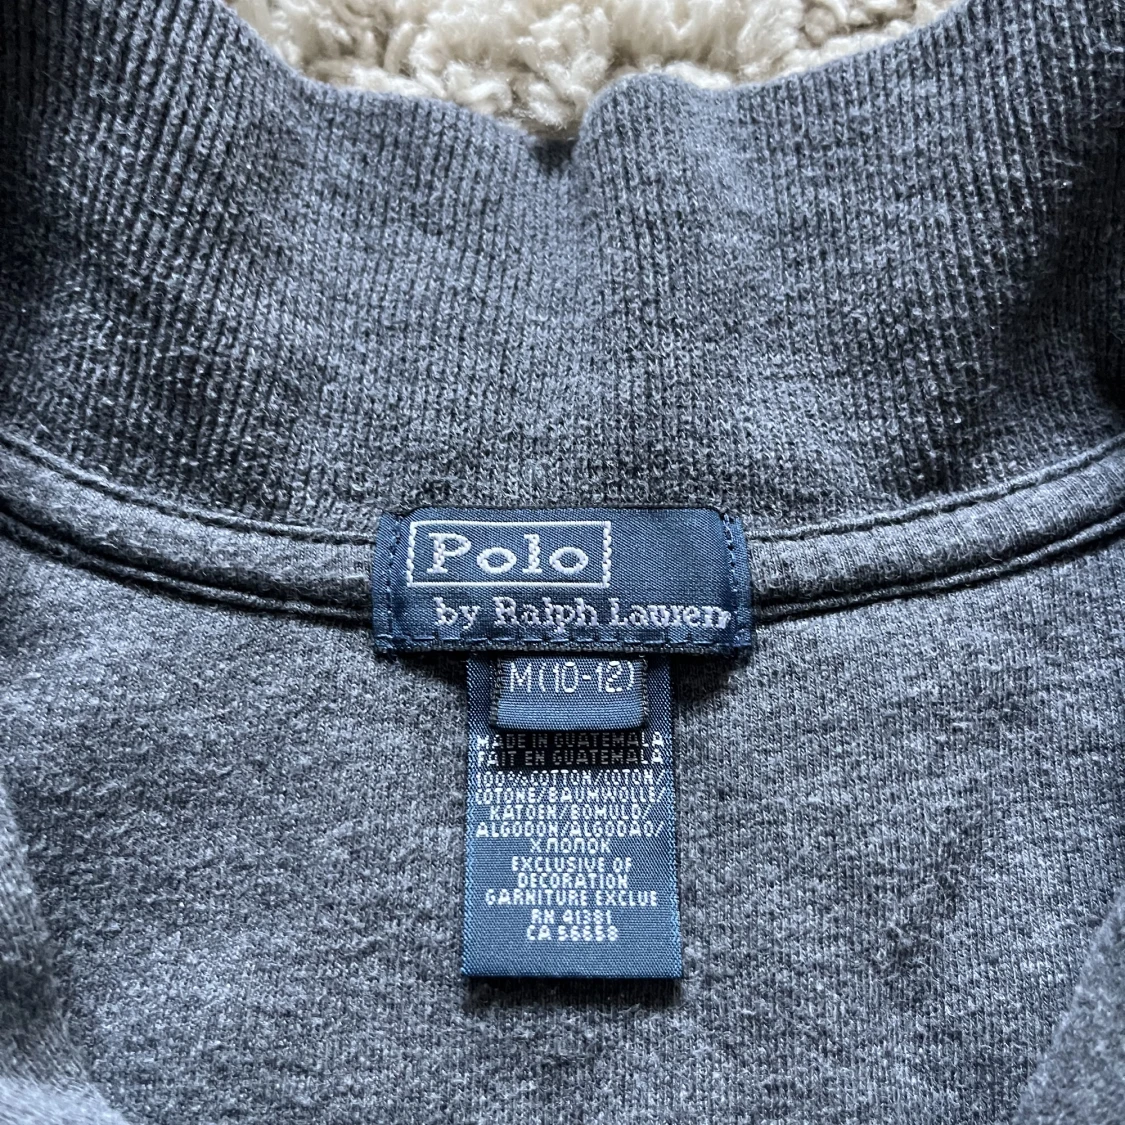 Polo
by Ralph Lauren
M(10-12)
MADE IN GUATEMALA
FAIT EN GUATEMALA
100%COTTON/COTON/
COTONE/BAUMWOLLE/
KATOEN/BOMULD/
ALGODON/ALGODAO/
ХЛОПОК
EXCLUSIVE OF
DECORATION
GARNITURE EXCLUE
RN 41381
CA 56658